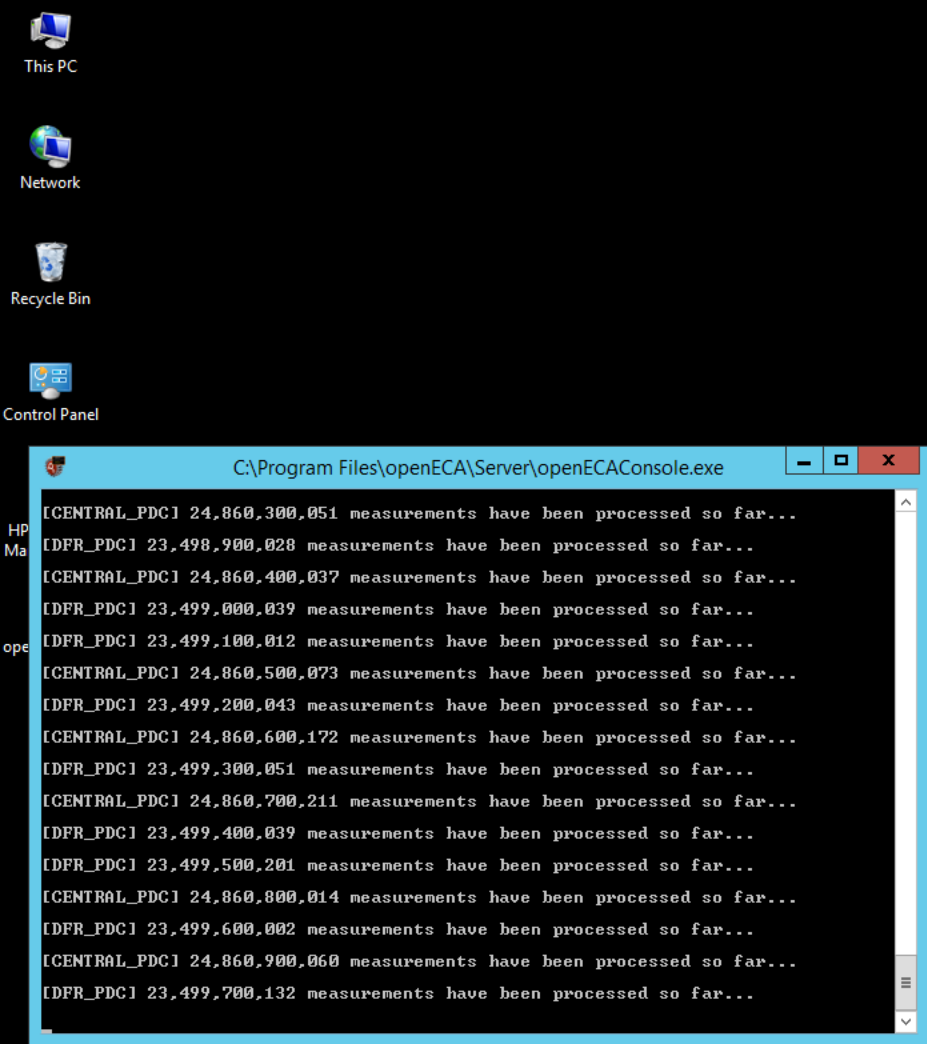 This PC
Network
Recycle Bin
Control Panel
HP
Ma
ope
C:\Program Files\openECA\Server\openECAConsole.exe
[CENTRAL_PDC] 24,860,300,051 measurements have been processed so far...
[DFR_PDC] 23,498,900,028 measurements have been processed so far...
[CENTRAL_PDC] 24,860,400,037 measurements have been processed so far...
[DFR_PDC] 23,499,000,039 measurements have been processed so far...
[DFR_PDC] 23,499,100,012 measurements have been processed so far...
[CENTRAL_PDC] 24,860,500,073 measurements have been processed so far...
[DFR_PDC] 23,499,200,043 measurements have been processed so far...
[CENTRAL_PDC] 24,860,600,172 measurements have been processed so far...
[DFR_PDC] 23,499,300,051 measurements have been processed so far...
[CENTRAL_PDC] 24,860,700,211 measurements have been processed so far...
[DFR_PDC] 23,499,400,039 measurements have been processed so far...
[DFR_PDC] 23,499,500,201 measurements have been processed so far...
[CENTRAL_PDC] 24,860,800,014 measurements have been processed so far...
[DFR_PDC] 23,499,600,002 measurements have been processed so far...
[CENTRAL_PDC] 24,860,900,060 measurements have been processed so far...
[DFR_PDC] 23,499,700,132 measurements have been processed so far...